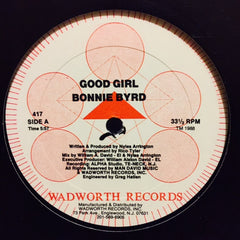 GOOD GIRL
BONNIE BYRD
417
SIDE A
Time 5:57
33⅓ RPM
TM 1988
Written & Produced by Nyles Arrington
Arrangement by Rico Tyler
Mix by William A. David - El & Nyles Arrington
Executive Producer: William Alston David - EL
Recording: ALPHA Studio, TE-NECK, N.J.
All Rights Reserved by MAN DAVID MUSIC
& WADWORTH RECORDS, INC.
Engineered by Greg
WADWORTH RECORDS
Manufactured & Distributed by
WADWORTH RECORDS, INC.
73 Park Ave., Englewood, N.J. 07631